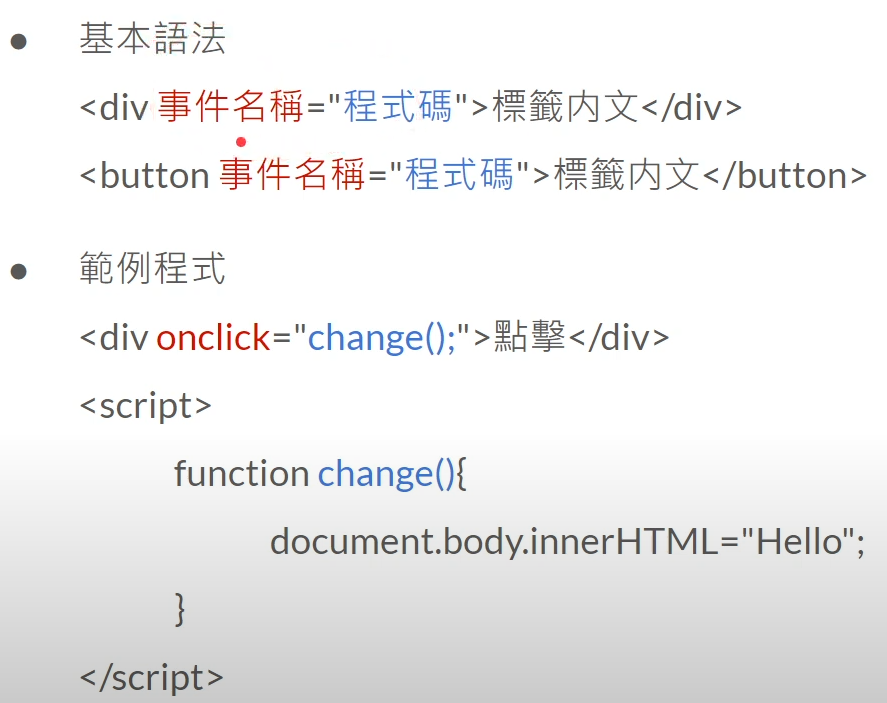 ● 基本語法
<div 事件名稱="程式碼">標籤內文</div>
<button 事件名稱="程式碼">標籤內文</button>
● 範例程式
<div onclick="change();">點擊</div>
<script>
function change(){
document.body.innerHTML="Hello";
}
</script>